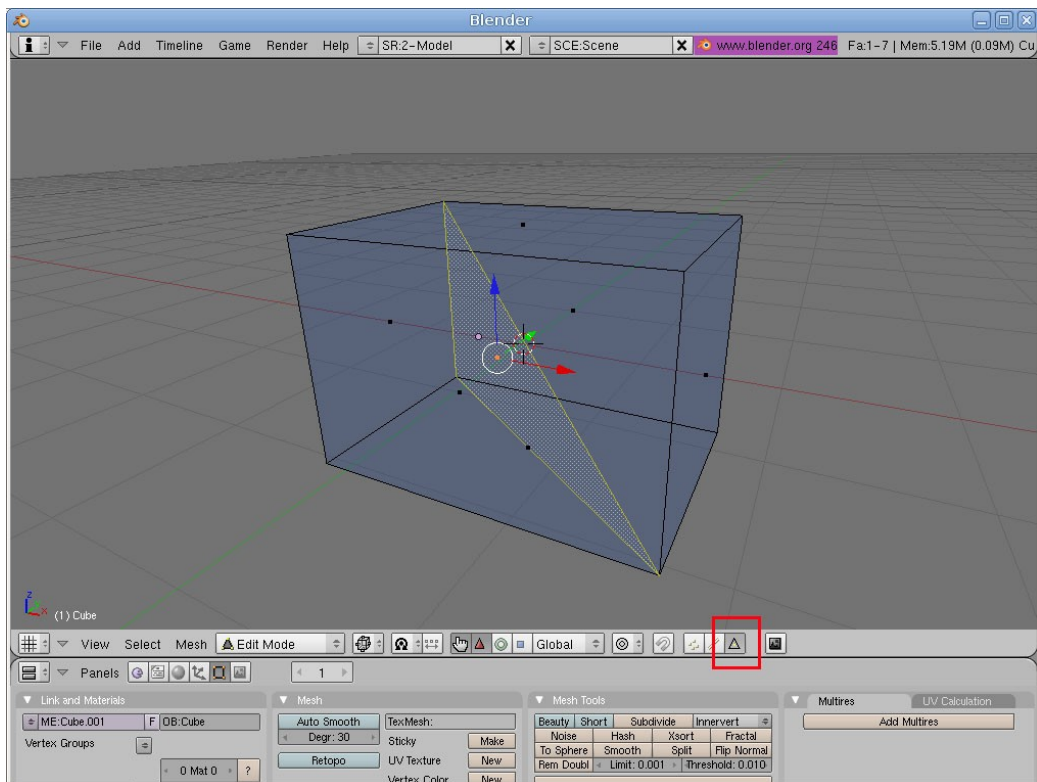 Blender
File Add Timeline Game Render Help SR:2-Model X SCE:Scene X www.blender.org 246 Fa:1-7 | Mem:5.19M (0.09M) Cu
z
x
(1) Cube
View Select Mesh Edit Mode Global
Panels 1
Link and Materials Mesh Mesh Tools Multires UV Calculation
ME:Cube.001 F OB:Cube Auto Smooth TexMesh: Beauty Short Subdivide Innervert Add Multires
Vertex Groups Degr: 30 Sticky Make Noise Hash Xsort Fractal
To Sphere Smooth Split Flip Normal
Retopo UV Texture New Rem Doubl Limit: 0.001 Threshold: 0.010
0 Mat 0 ? Vertex Color New